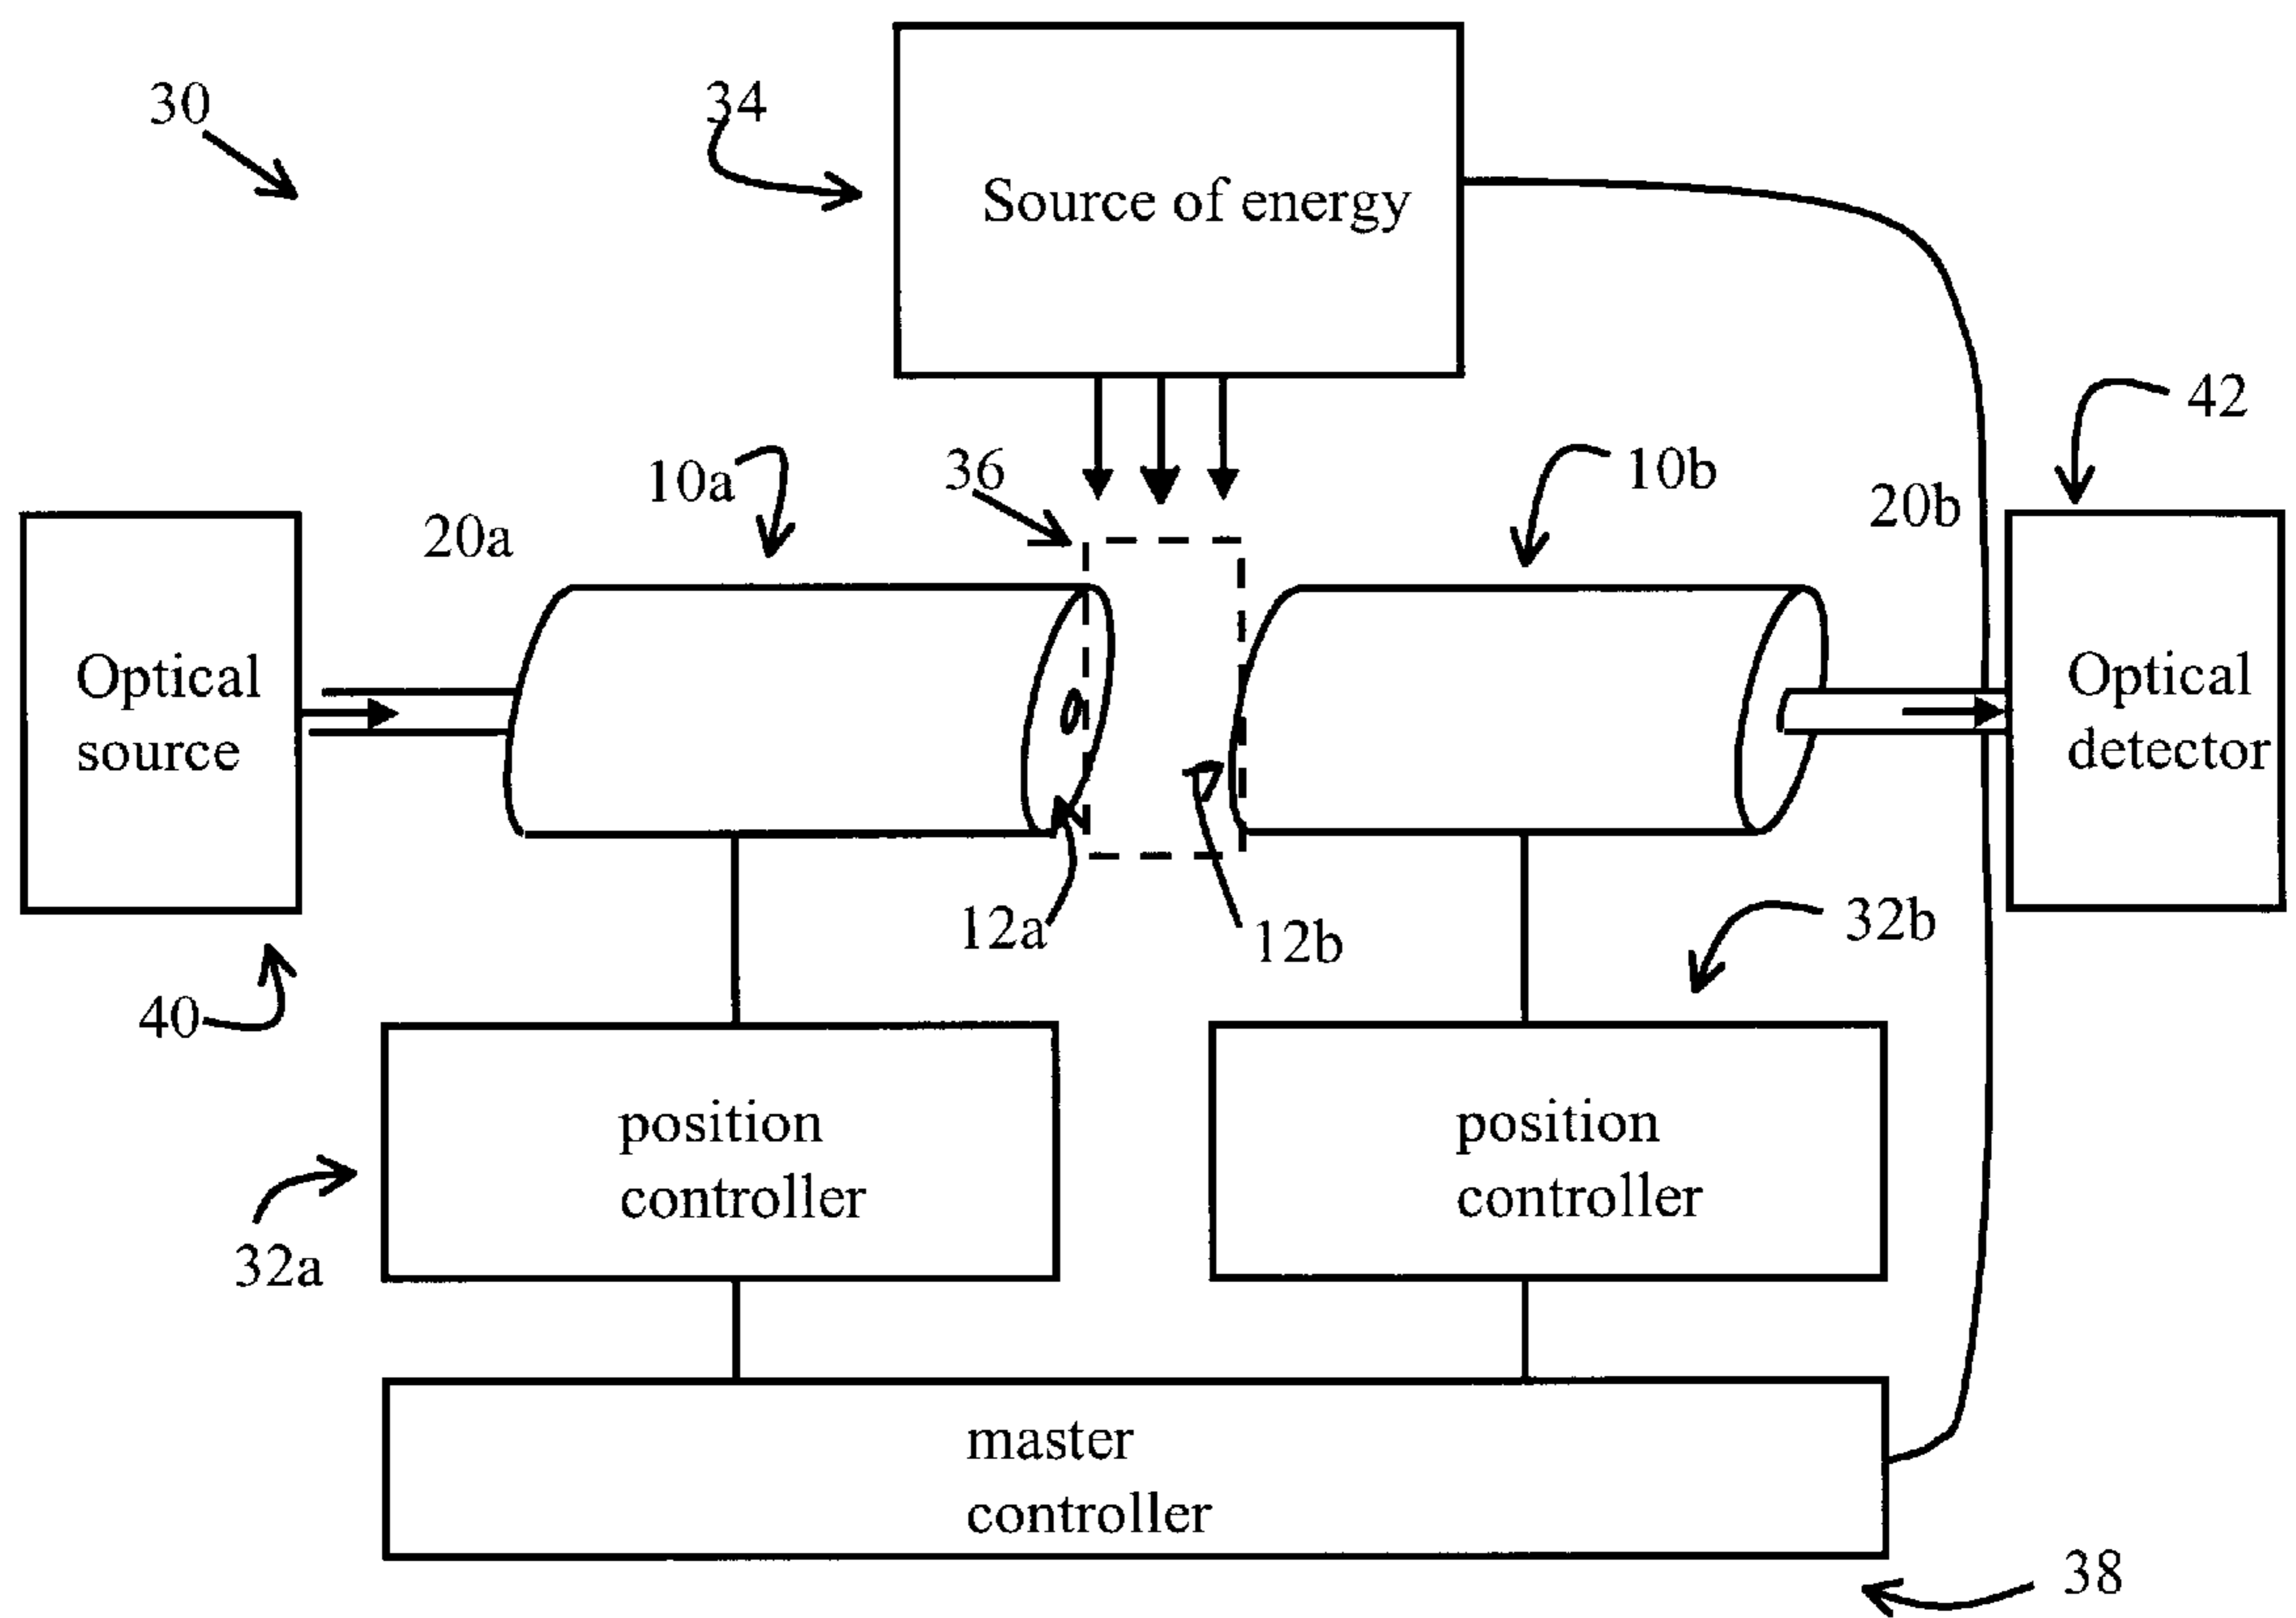 30
34
Source of energy
42
36
10a
10b
20b
20a
Optical
source
Optical
detector
12a
12b
32b
40
position
controller
position
controller
32a
master
controller
38